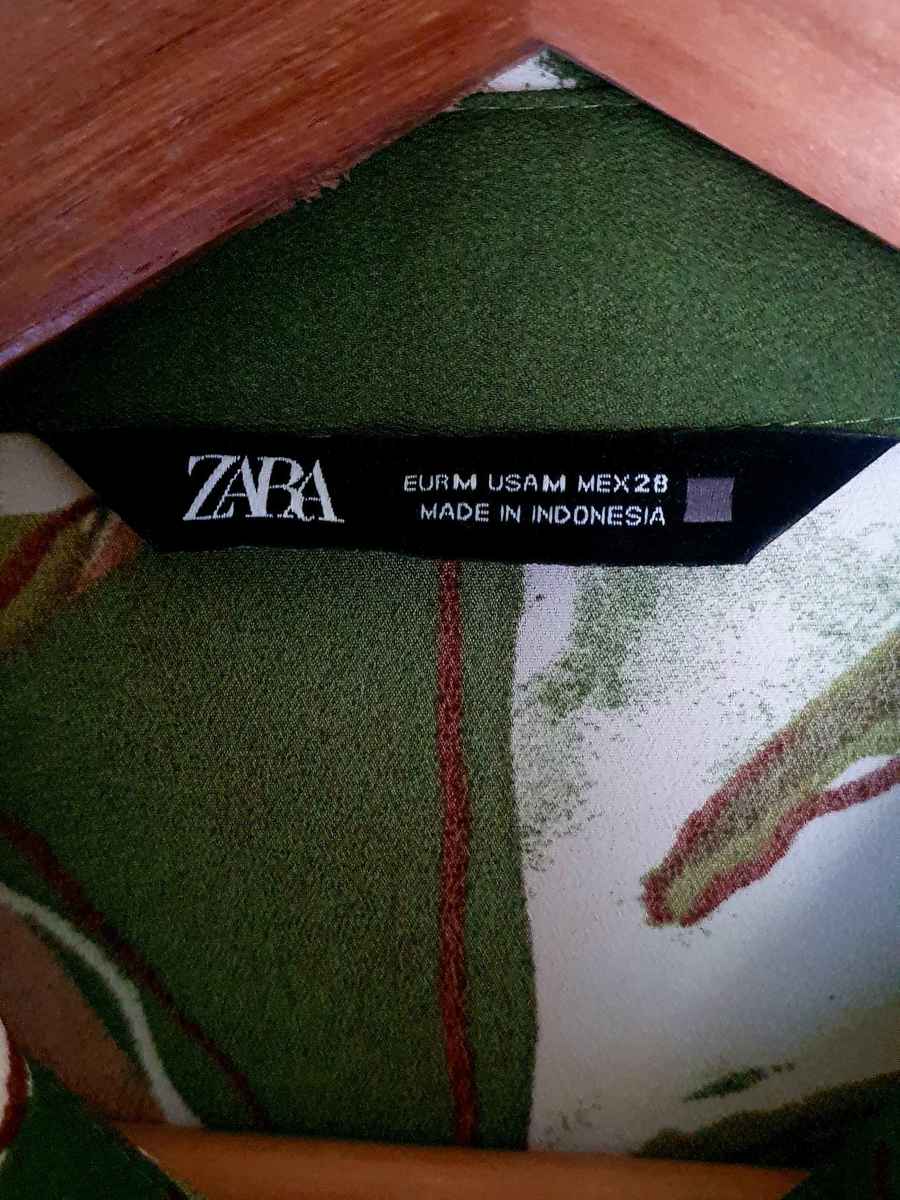 ZARA
EUR M USA M MEX 28
MADE IN INDONESIA